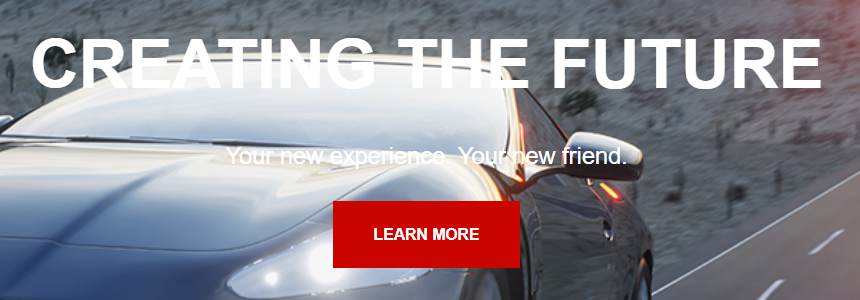 CREATING THE FUTURE
Your new experience. Your new friend.
LEARN MORE